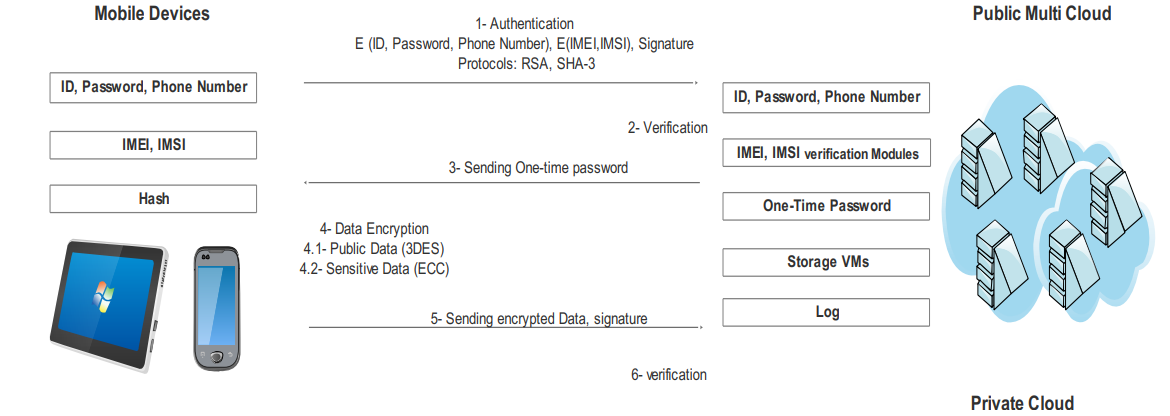 Mobile Devices
Public Multi Cloud
1- Authentication
E (ID, Password, Phone Number), E(IMEI,IMSI), Signature
Protocols: RSA, SHA-3
ID, Password, Phone Number
ID, Password, Phone Number
2- Verification
IMEI, IMSI
IMEI, IMSI verification Modules
3- Sending One-time password
Hash
One-Time Password
4- Data Encryption
4.1- Public Data (3DES)
4.2- Sensitive Data (ECC)
Storage VMs
Log
5- Sending encrypted Data, signature
6- verification
Private Cloud